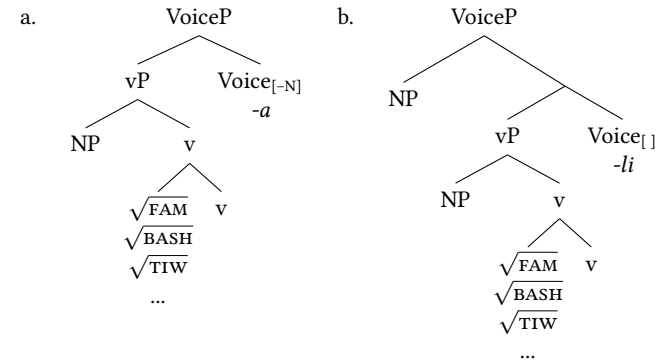 a. VoiceP b. VoiceP
vP Voice[–N] -a NP
NP v vP Voice[ ] -li
√FAM v NP v
√BASH
√TIW
...
√FAM v
√BASH
√TIW
...